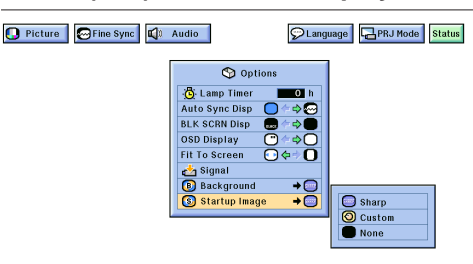 Picture Fine Sync Audio Language PRJ Mode Status
Options
Lamp Timer 0 h
Auto Sync Disp
BLK SCRN Disp
OSD Display
Fit To Screen
Signal
B Background
S Startup Image
Sharp
Custom
None